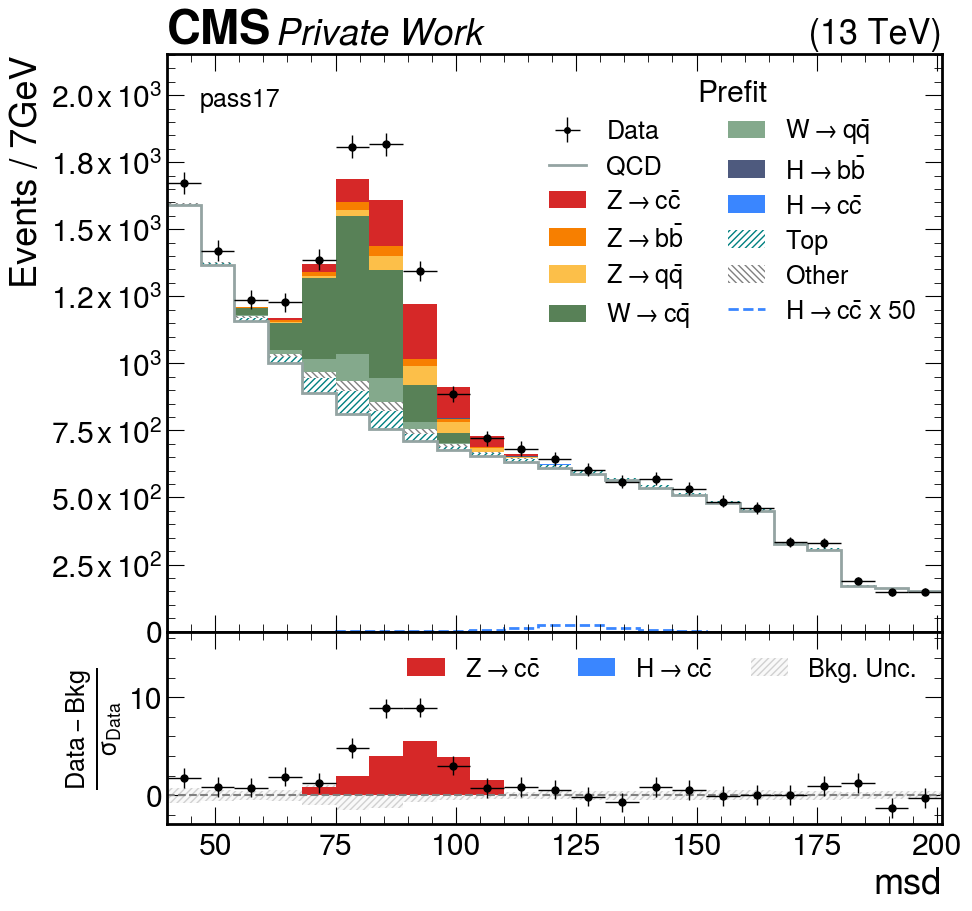 CMS Private Work (13 TeV)
Events / 7GeV
pass17
Prefit
Data
QCD
Z → cc̄
Z → bb̄
Z → qq̄
W → cq̄
W → qq̄
H → bb̄
H → cc̄
Top
Other
H → cc̄ x 50
2.0 x 10³
1.8 x 10³
1.5 x 10³
1.2 x 10³
10³
7.5 x 10²
5.0 x 10²
2.5 x 10²
0
Z → cc̄ H → cc̄ Bkg. Unc.
Data − Bkg
σ_Data
10
0
50 75 100 125 150 175 200
msd